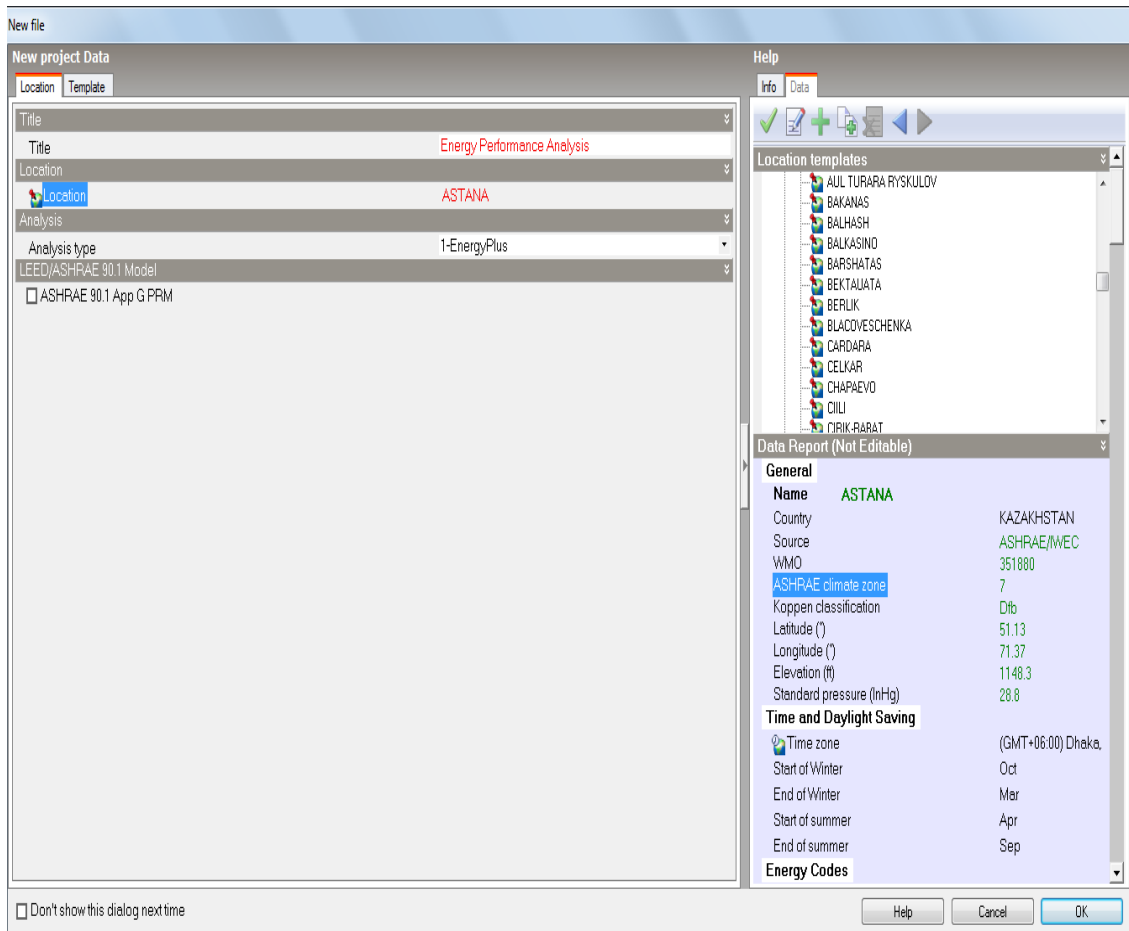 New file
New project Data
Location Template
Title
Title Energy Performance Analysis
Location
Location ASTANA
Analysis
Analysis type 1-EnergyPlus
LEED/ASHRAE 90.1 Model
ASHRAE 90.1 App G PRM
Help
Info Data
Location templates
AUL TURARA RYSKULOV
BAKANAS
BALHASH
BALKASINO
BARSHATAS
BEKTAUATA
BERLIK
BLACOVESCHENKA
CARDARA
CELKAR
CHAPAEVO
CIILI
CIRIK-RABAT
Data Report (Not Editable)
General
Name ASTANA
Country KAZAKHSTAN
Source ASHRAE/IWEC
WMO 351880
ASHRAE climate zone 7
Koppen classification Dfb
Latitude (°) 51.13
Longitude (°) 71.37
Elevation (ft) 1148.3
Standard pressure (InHg) 28.8
Time and Daylight Saving
Time zone (GMT+06:00) Dhaka,
Start of Winter Oct
End of Winter Mar
Start of summer Apr
End of summer Sep
Energy Codes
Don't show this dialog next time
Help Cancel OK